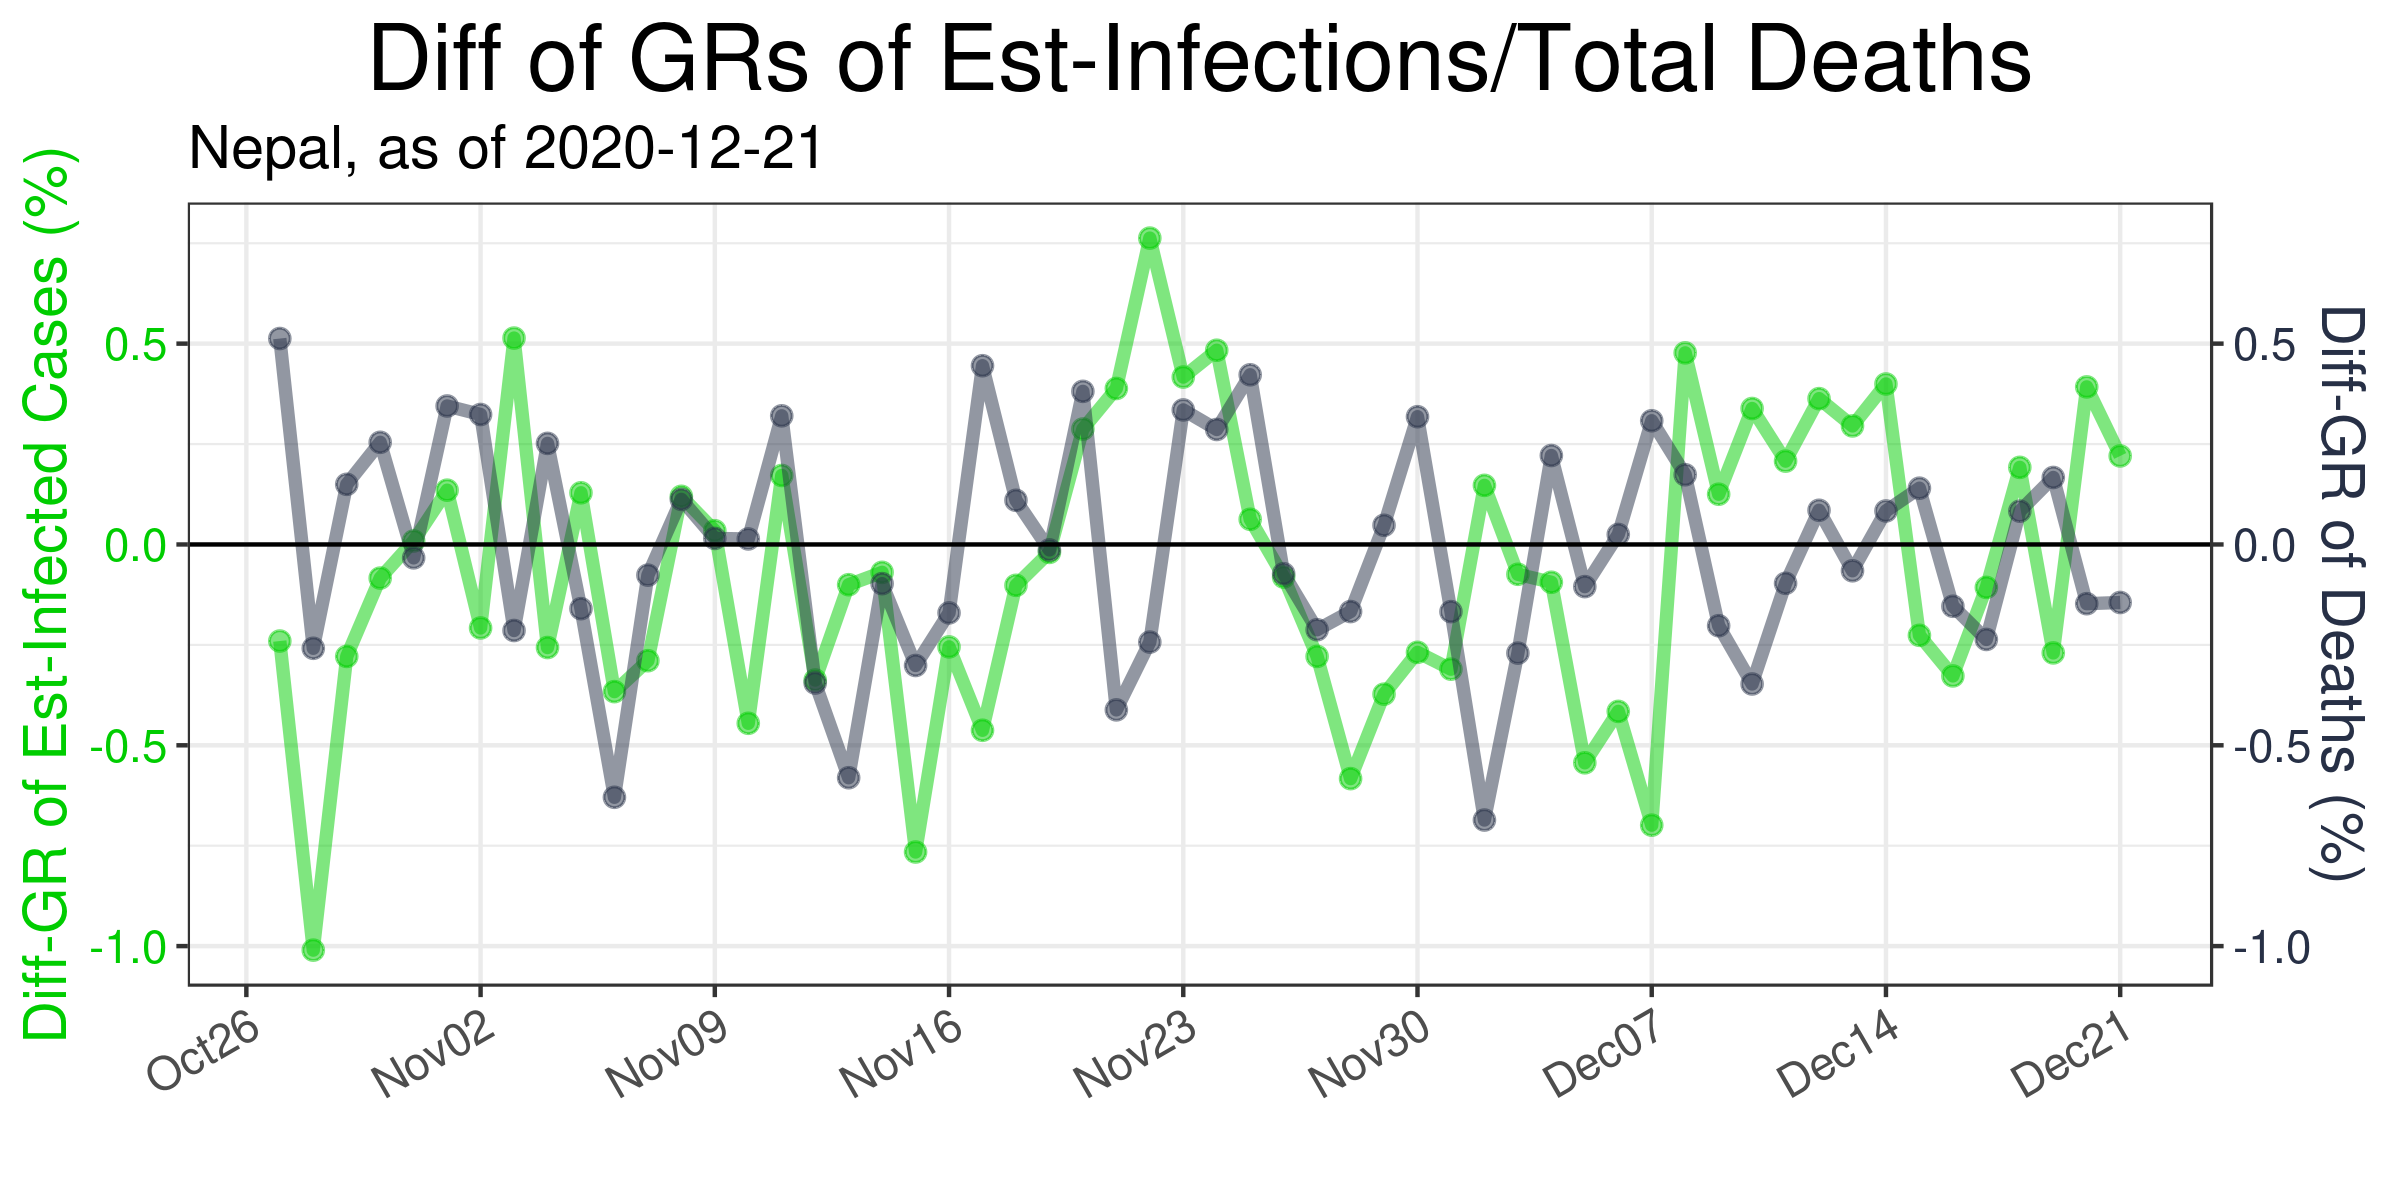 Diff of GRs of Est-Infections/Total Deaths
Nepal, as of 2020-12-21
Diff-GR of Est-Infected Cases (%)
0.5
0.0
-0.5
-1.0
0.5
0.0
-0.5
-1.0
Diff-GR of Deaths (%)
Oct26 Nov02 Nov09 Nov16 Nov23 Nov30 Dec07 Dec14 Dec21